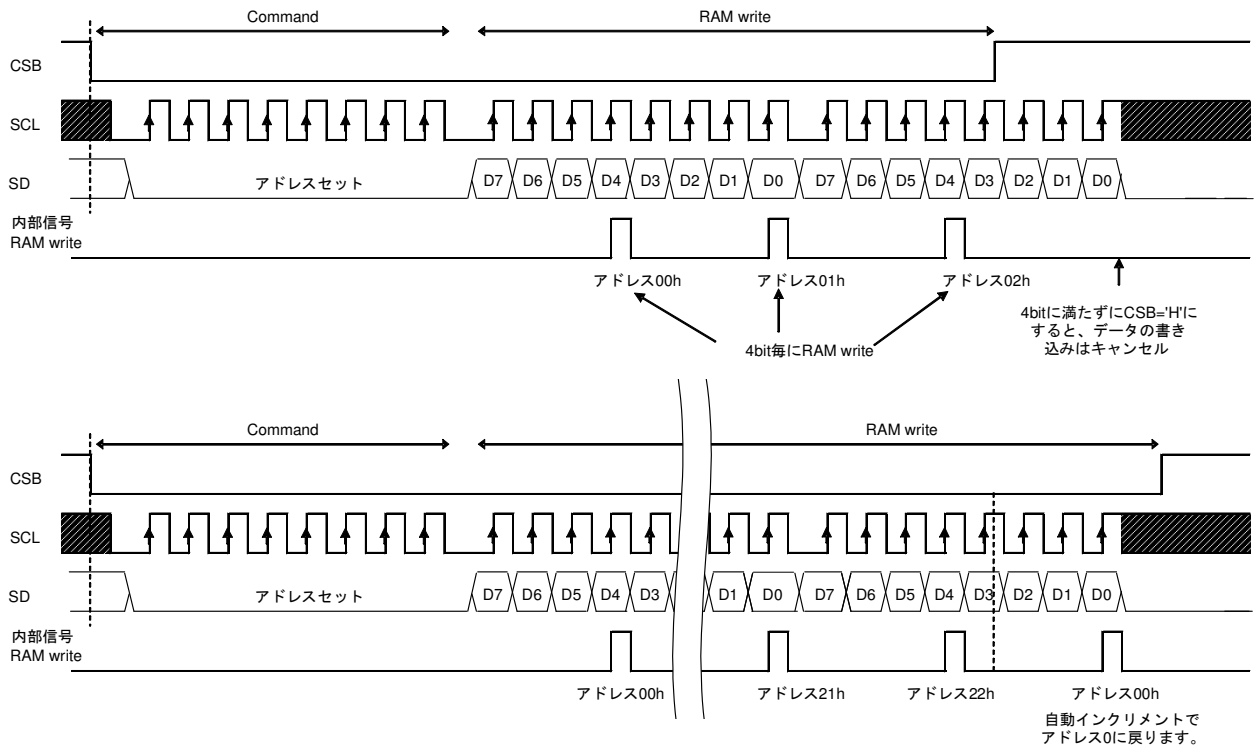 Command
RAM write
CSB
SCL
SD
アドレスセット
D7 D6 D5 D4 D3 D2 D1 D0 D7 D6 D5 D4 D3 D2 D1 D0
内部信号
RAM write
アドレス00h
アドレス01h
アドレス02h
4bit毎にRAM write
4bitに満たずにCSB='H'に
すると、データの書き
込みはキャンセル
Command
RAM write
CSB
SCL
SD
アドレスセット
D7 D6 D5 D4 D3 D1 D0 D7 D6 D5 D4 D3 D2 D1 D0
内部信号
RAM write
アドレス00h
アドレス21h
アドレス22h
アドレス00h
自動インクリメントで
アドレス0に戻ります。